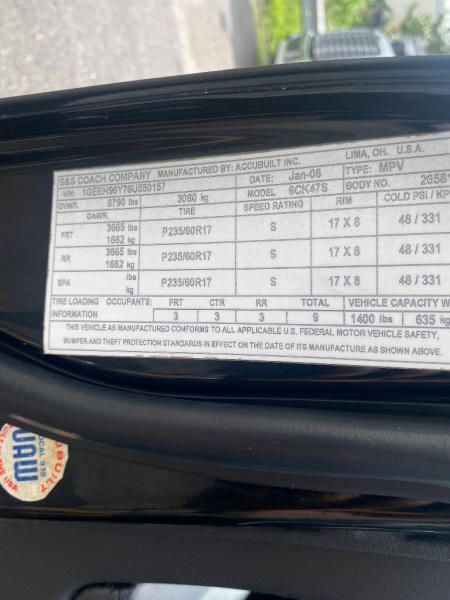 S&S COACH COMPANY MANUFACTURED BY: ACCUBUILT INC. LIMA, OH. U.S.A.
VIN: 1GEEH96Y76U550157 DATE: Jan-06 TYPE: MPV
GVWR: 8790 lbs 3080 kg MODEL: 6CK47S BODY NO. 2658
GAWR: TIRE SPEED RATING RIM COLD PSI / KP
FRT 3665 lbs 1662 kg P235/60R17 S 17 X 8 48 / 331
RR 3665 lbs 1662 kg P235/60R17 S 17 X 8 48 / 331
SPA lbs kg P235/60R17 S 17 X 8 48 / 331
TIRE LOADING OCCUPANTS: FRT CTR RR TOTAL VEHICLE CAPACITY W
INFORMATION 3 3 3 9 1400 lbs 635 kg
THIS VEHICLE AS MANUFACTURED CONFORMS TO ALL APPLICABLE U.S. FEDERAL MOTOR VEHICLE SAFETY,
BUMPER AND THEFT PROTECTION STANDARDS IN EFFECT ON THE DATE OF IT'S MANUFACTURE AS SHOWN ABOVE.
UAW